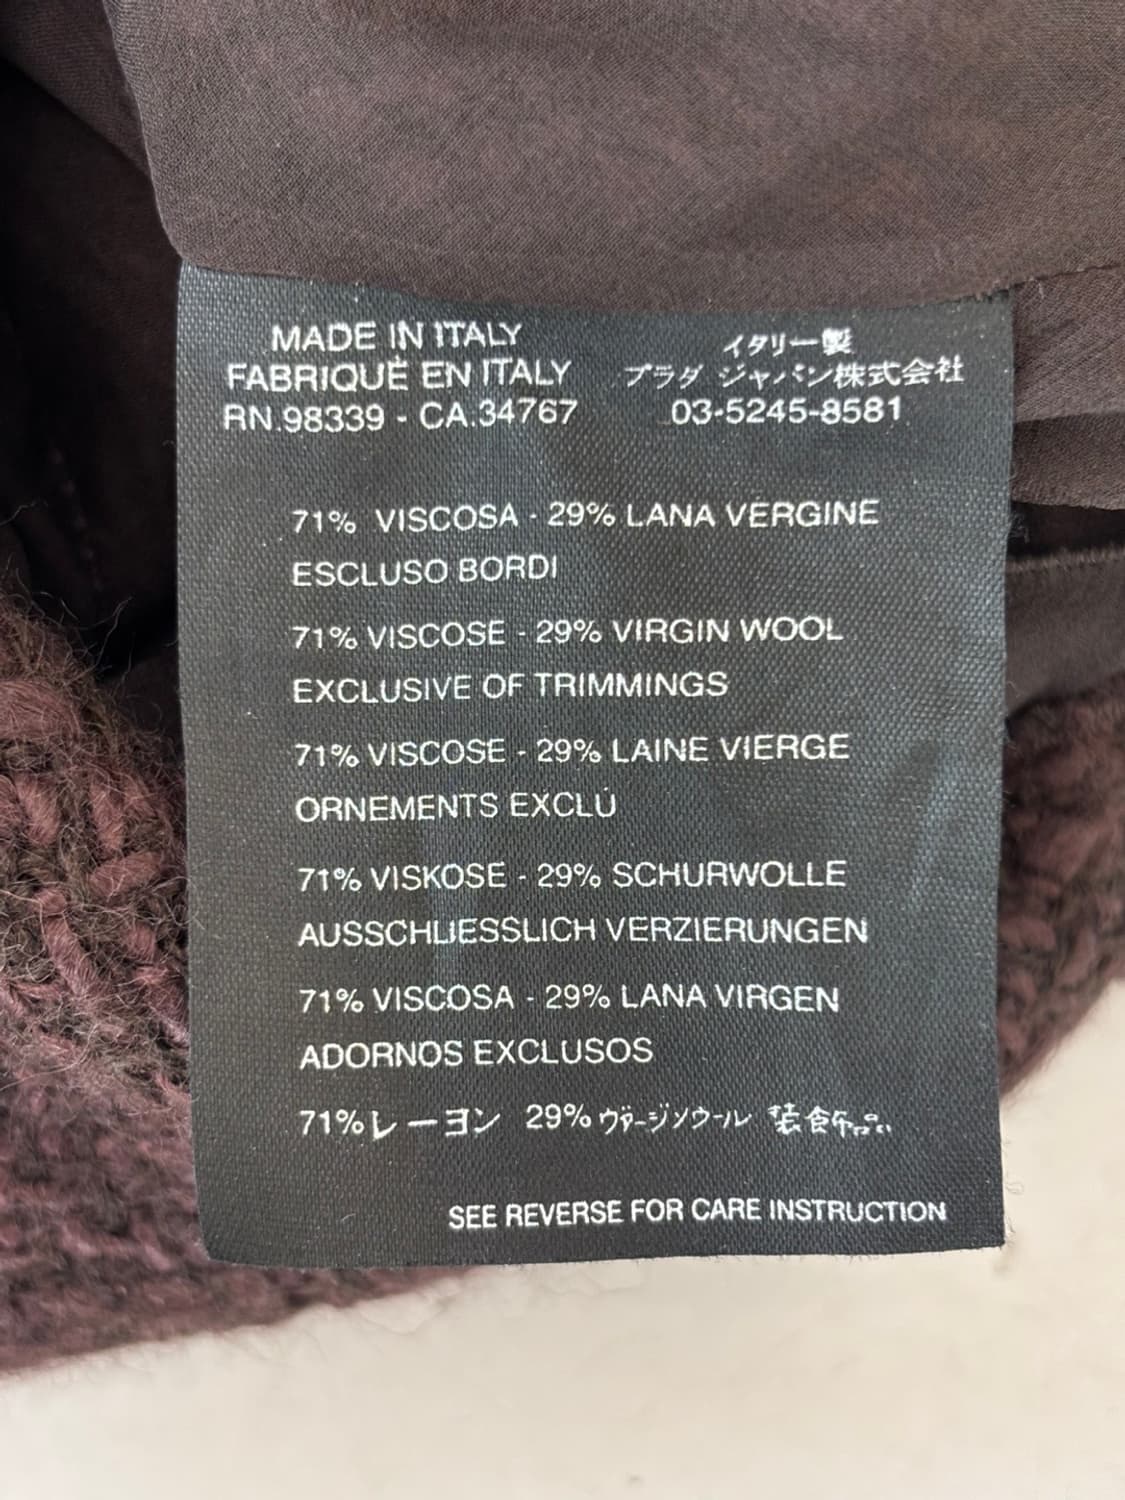 MADE IN ITALY
FABRIQUÉ EN ITALY
RN.98339 - CA.34767
イタリー製
プラダ ジャパン株式会社
03-5245-8581
71% VISCOSA - 29% LANA VERGINE
ESCLUSO BORDI
71% VISCOSE - 29% VIRGIN WOOL
EXCLUSIVE OF TRIMMINGS
71% VISCOSE - 29% LAINE VIERGE
ORNEMENTS EXCLU
71% VISKOSE - 29% SCHURWOLLE
AUSSCHLIESSLICH VERZIERUNGEN
71% VISCOSA - 29% LANA VIRGEN
ADORNOS EXCLUSOS
71%レーヨン 29%ヴァージンウール
SEE REVERSE FOR CARE INSTRUCTION